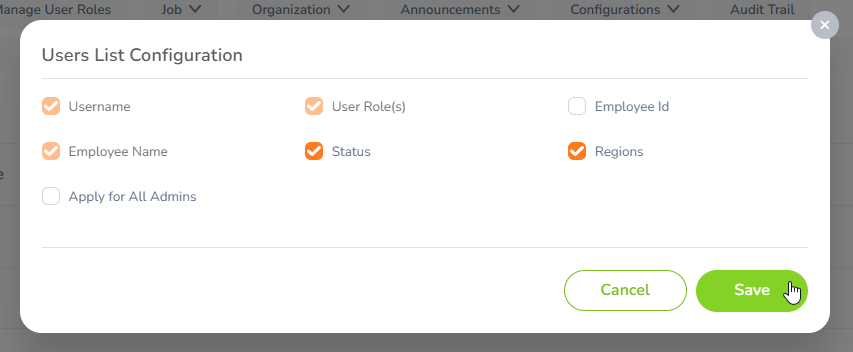 Manage User Roles Job Organization Announcements Configurations Audit Trail
Users List Configuration
Username User Role(s) Employee Id
Employee Name Status Regions
Apply for All Admins
Cancel Save